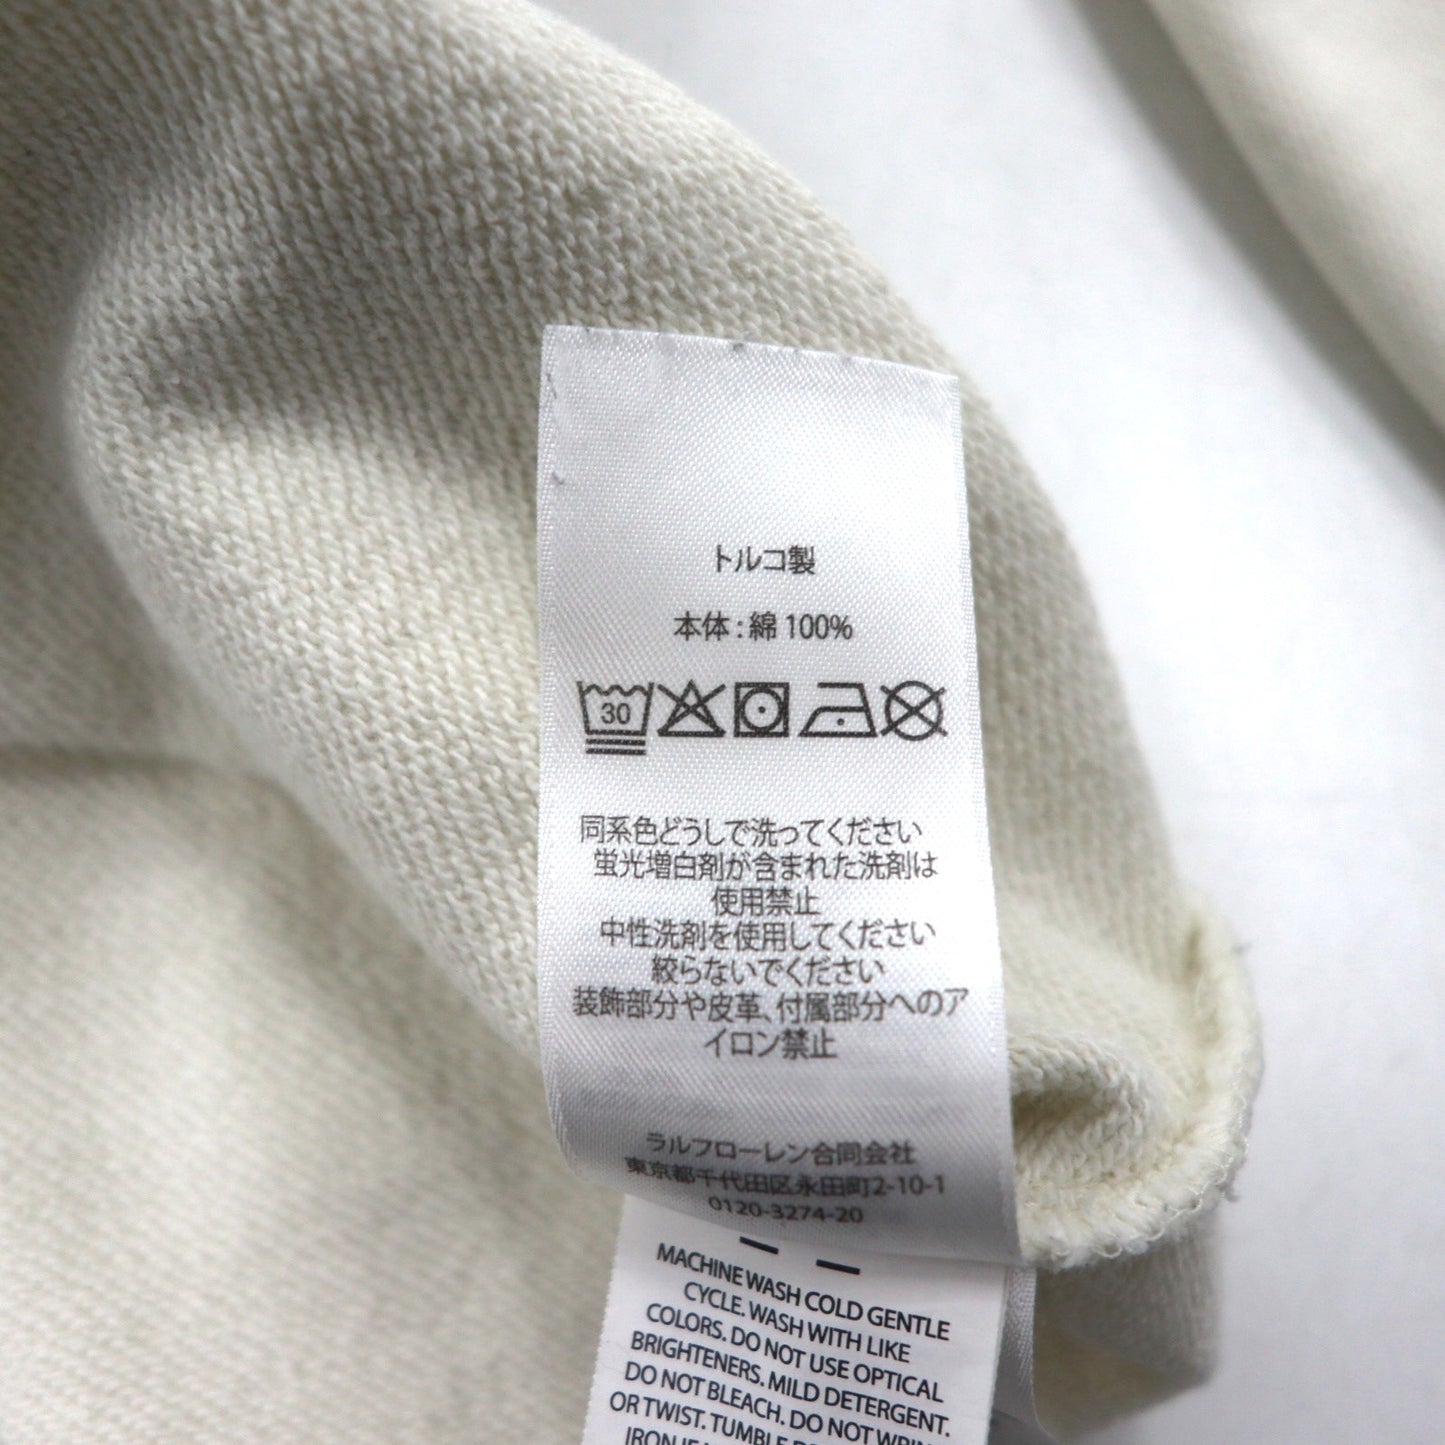 トルコ製
本体 : 綿 100%
30
同系色どうしで洗ってください
蛍光増白剤が含まれた洗剤は
使用禁止
中性洗剤を使用してください
絞らないでください
装飾部分や皮革、付属部分へのア
イロン禁止
ラルフローレン合同会社
東京都千代田区永田町2-10-1
0120-3274-20
MACHINE WASH COLD GENTLE
CYCLE. WASH WITH LIKE
COLORS. DO NOT USE OPTICAL
BRIGHTENERS. MILD DETERGENT.
DO NOT BLEACH. DO NOT
OR TWIST. TUMBLE
IRON